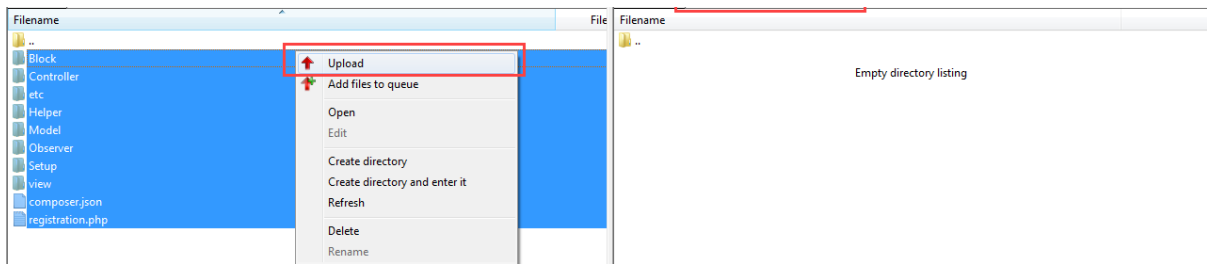 Filename
File
..
Block
Controller
etc
Helper
Model
Observer
Setup
view
composer.json
registration.php
Upload
Add files to queue
Open
Edit
Create directory
Create directory and enter it
Refresh
Delete
Rename
Filename
..
Empty directory listing